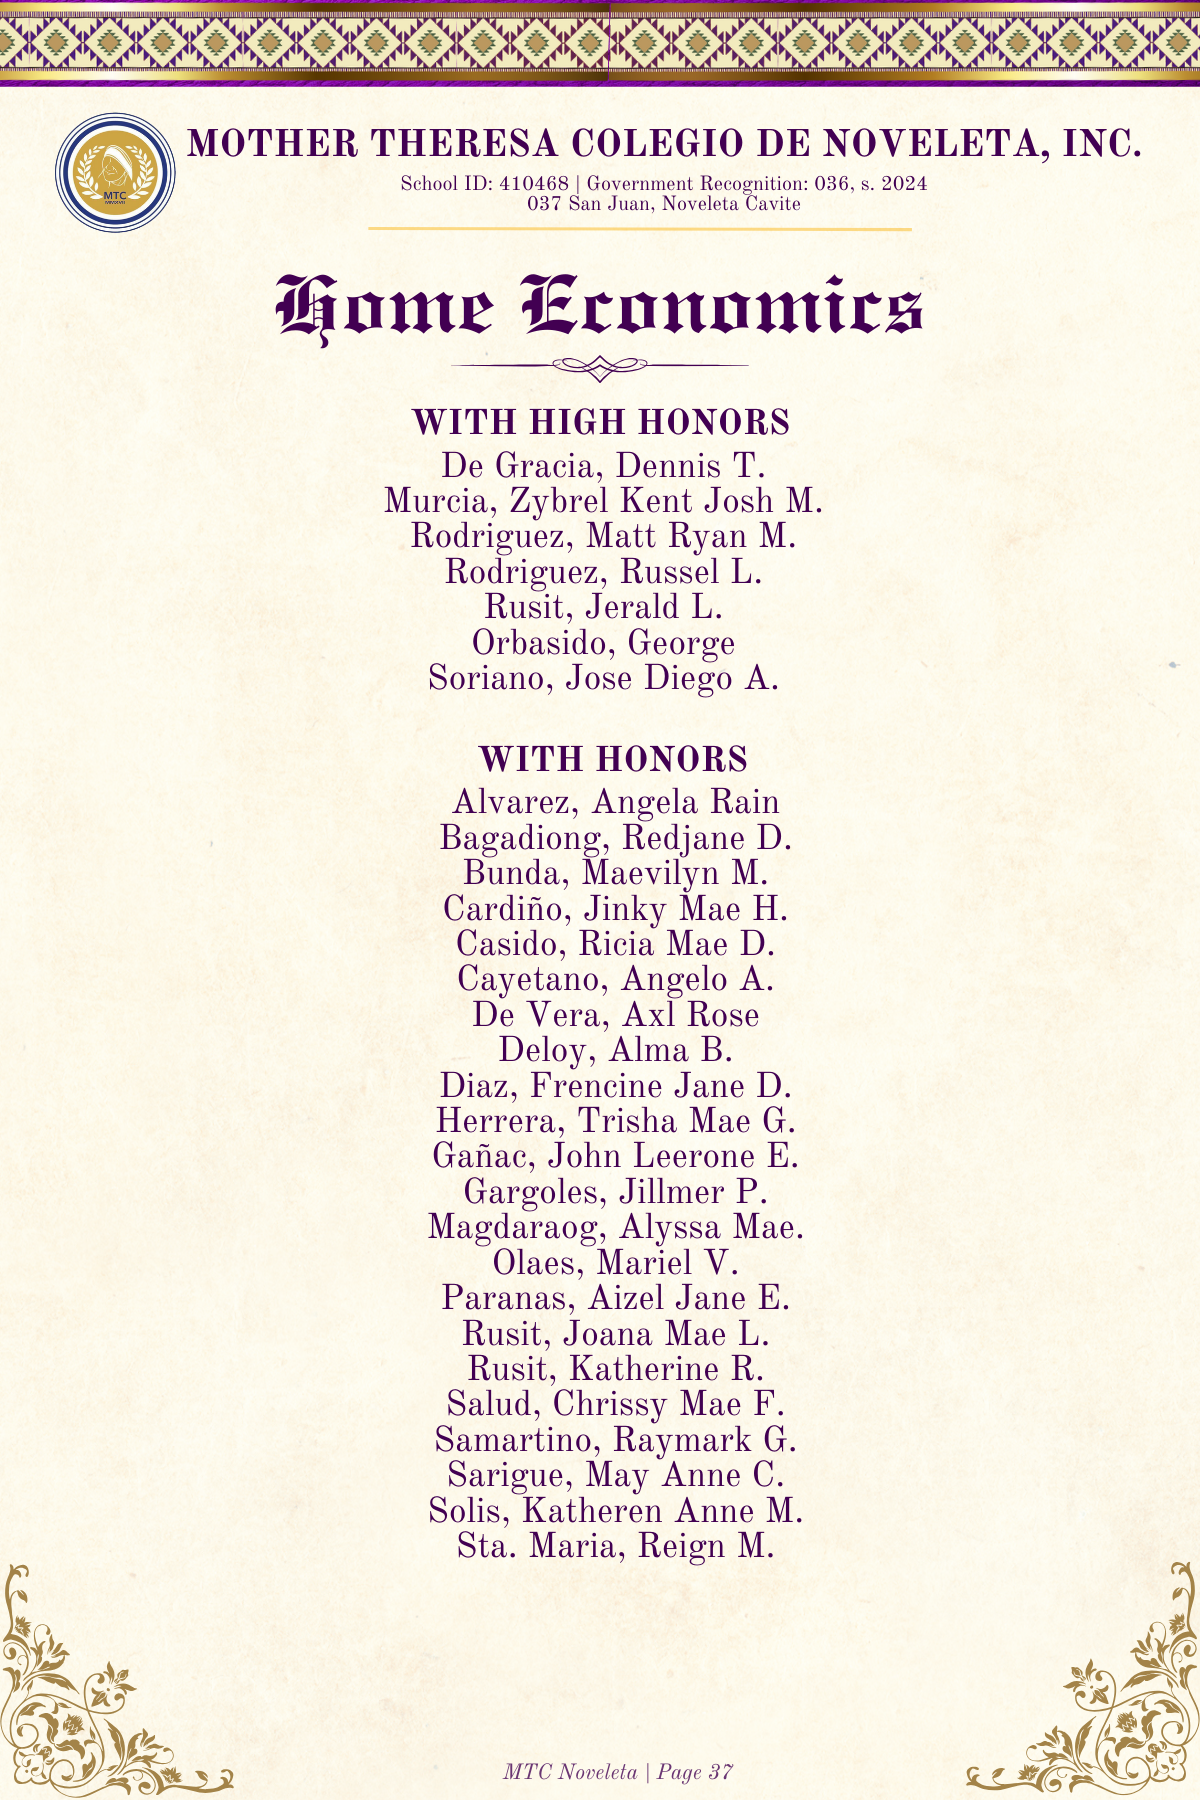 MOTHER THERESA COLEGIO DE NOVELETA, INC.
School ID: 410468 | Government Recognition: 036, s. 2024
037 San Juan, Noveleta Cavite
MTC
Home Economics
WITH HIGH HONORS
De Gracia, Dennis T.
Murcia, Zybrel Kent Josh M.
Rodriguez, Matt Ryan M.
Rodriguez, Russel L.
Rusit, Jerald L.
Orbasido, George
Soriano, Jose Diego A.
WITH HONORS
Alvarez, Angela Rain
Bagadiong, Redjane D.
Bunda, Maevilyn M.
Cardiño, Jinky Mae H.
Casido, Ricia Mae D.
Cayetano, Angelo A.
De Vera, Axl Rose
Deloy, Alma B.
Diaz, Frencine Jane D.
Herrera, Trisha Mae G.
Gañac, John Leerone E.
Gargoles, Jillmer P.
Magdaraog, Alyssa Mae.
Olaes, Mariel V.
Paranas, Aizel Jane E.
Rusit, Joana Mae L.
Rusit, Katherine R.
Salud, Chrissy Mae F.
Samartino, Raymark G.
Sarigue, May Anne C.
Solis, Katheren Anne M.
Sta. Maria, Reign M.
MTC Noveleta | Page 37